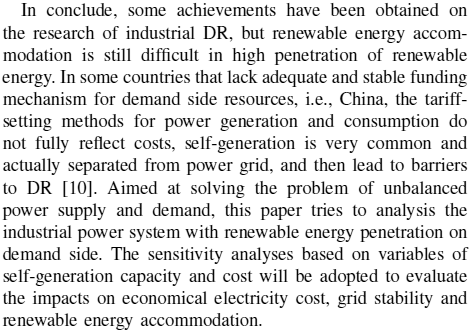 In conclude, some achievements have been obtained on
the research of industrial DR, but renewable energy accom-
modation is still difficult in high penetration of renewable
energy. In some countries that lack adequate and stable funding
mechanism for demand side resources, i.e., China, the tariff-
setting methods for power generation and consumption do
not fully reflect costs, self-generation is very common and
actually separated from power grid, and then lead to barriers
to DR [10]. Aimed at solving the problem of unbalanced
power supply and demand, this paper tries to analysis the
industrial power system with renewable energy penetration on
demand side. The sensitivity analyses based on variables of
self-generation capacity and cost will be adopted to evaluate
the impacts on economical electricity cost, grid stability and
renewable energy accommodation.